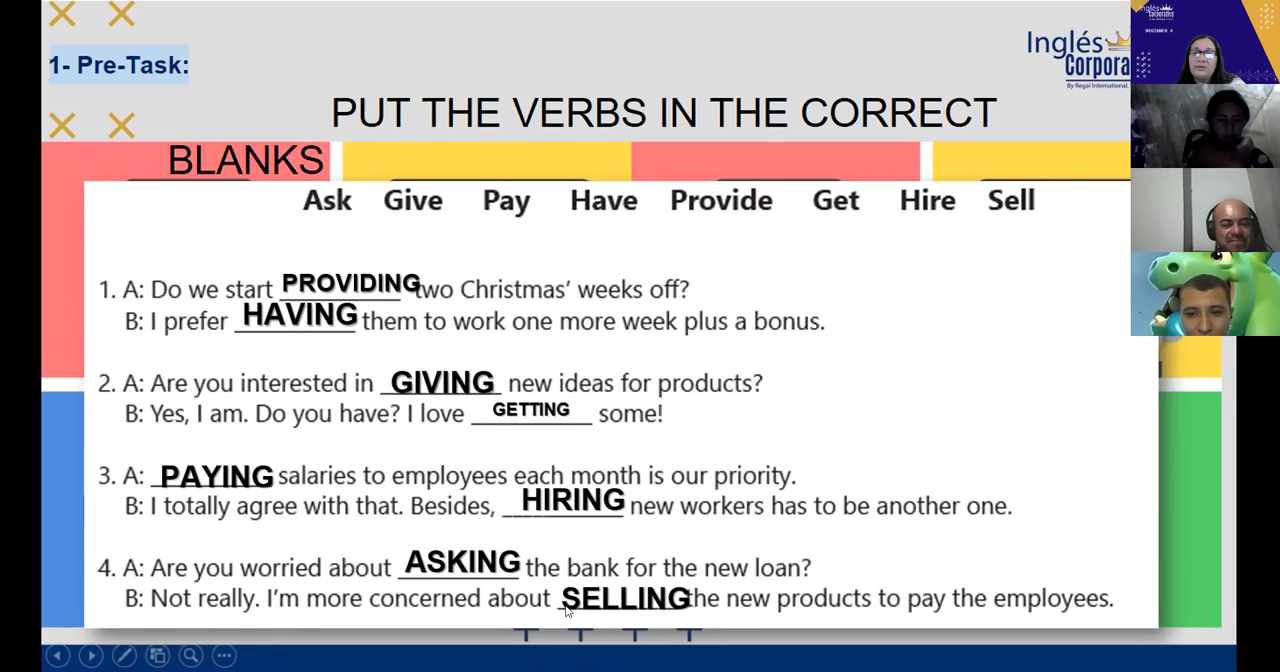 1- Pre-Task:
Inglés
Corpora
By Regal International,
Inglés
Corporativo
BEGINNER A
PUT THE VERBS IN THE CORRECT
BLANKS
Ask Give Pay Have Provide Get Hire Sell
1. A: Do we start PROVIDING two Christmas’ weeks off?
B: I prefer HAVING them to work one more week plus a bonus.
2. A: Are you interested in GIVING new ideas for products?
B: Yes, I am. Do you have? I love GETTING some!
3. A: PAYING salaries to employees each month is our priority.
B: I totally agree with that. Besides, HIRING new workers has to be another one.
4. A: Are you worried about ASKING the bank for the new loan?
B: Not really. I’m more concerned about SELLING the new products to pay the employees.